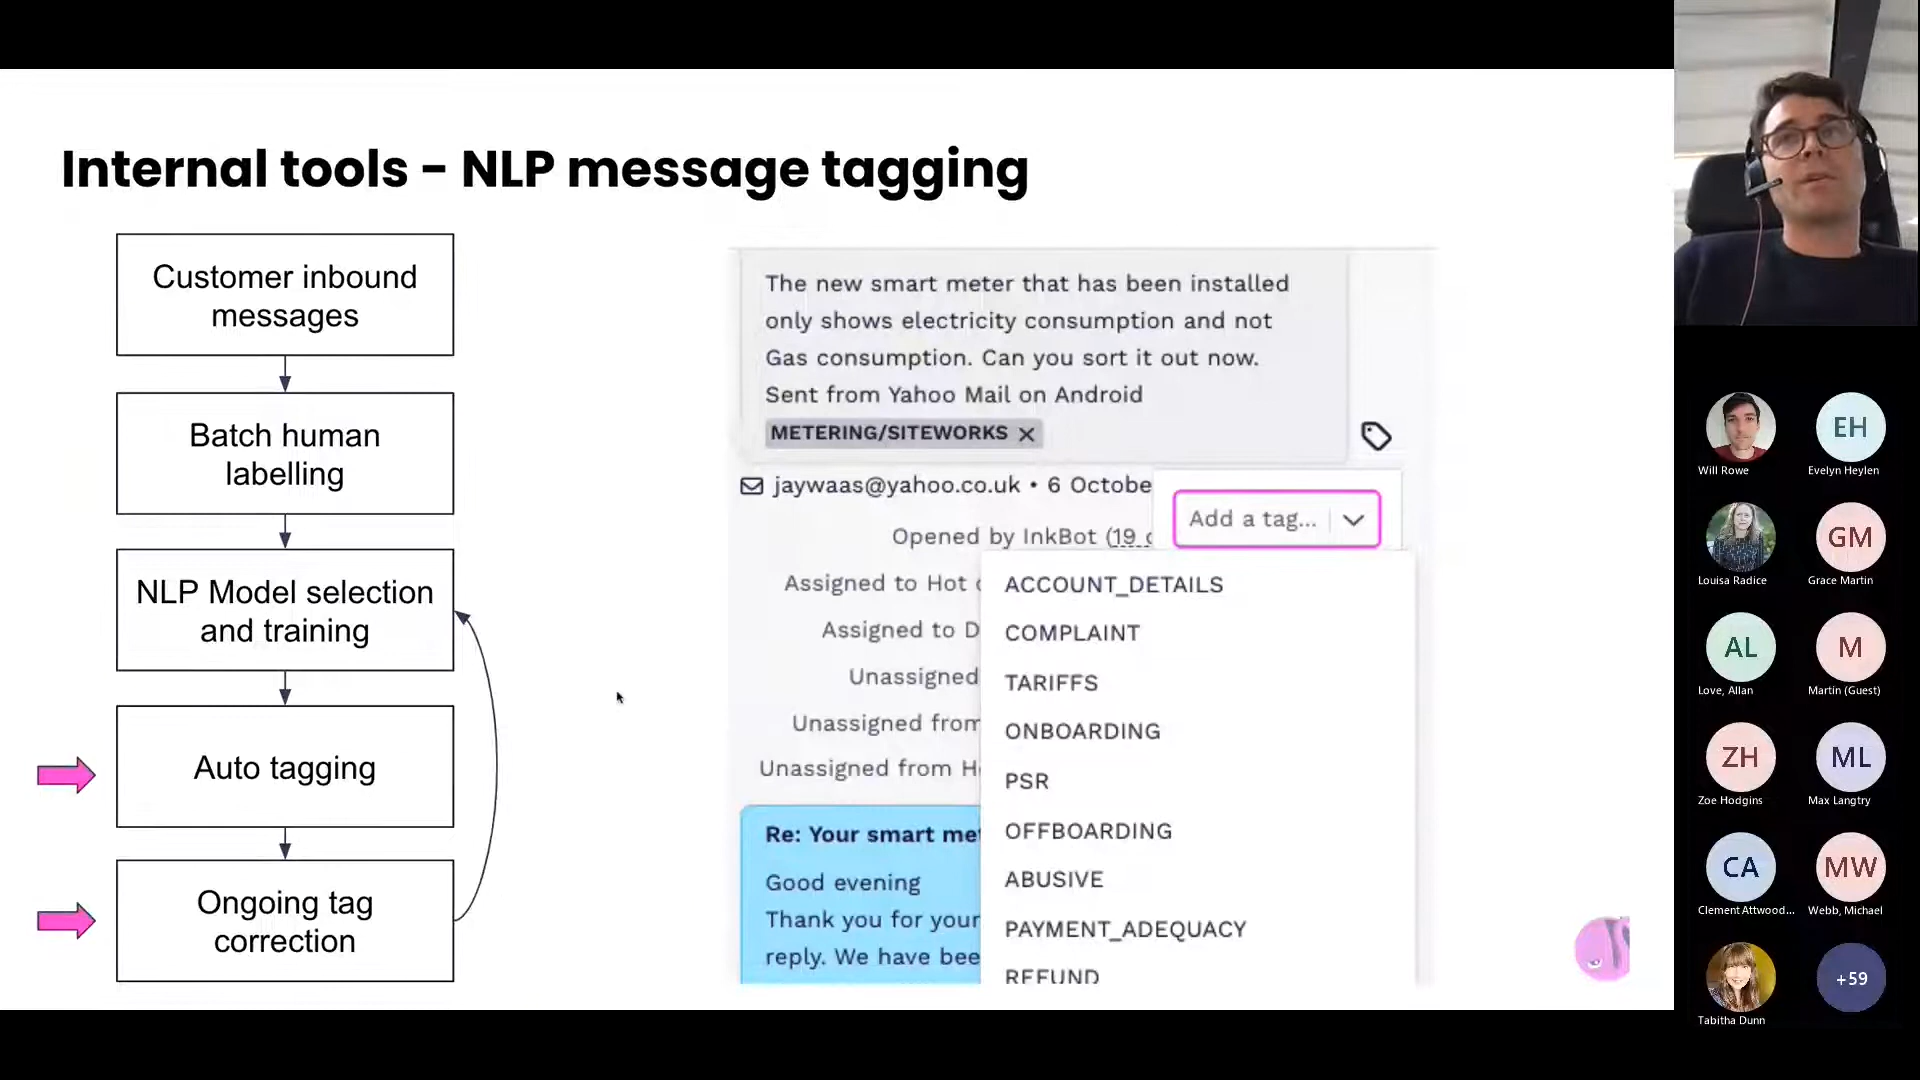 Internal tools - NLP message tagging
Customer inbound
messages
Batch human
labelling
NLP Model selection
and training
Auto tagging
Ongoing tag
correction
The new smart meter that has been installed
only shows electricity consumption and not
Gas consumption. Can you sort it out now.
Sent from Yahoo Mail on Android
METERING/SITEWORKS
jaywaas@yahoo.co.uk • 6 Octobe
Add a tag...
Opened by InkBot (19
Assigned to Hot
Assigned to D
Unassigned
Unassigned from
Unassigned from H
ACCOUNT_DETAILS
COMPLAINT
TARIFFS
ONBOARDING
PSR
OFFBOARDING
ABUSIVE
PAYMENT_ADEQUACY
REFUND
Re: Your smart me
Good evening
Thank you for your
reply. We have bee
Will Rowe
EH
Evelyn Heylen
Louisa Radice
GM
Grace Martin
AL
Love, Allan
M
Martin (Guest)
ZH
Zoe Hodgins
ML
Max Langtry
CA
Clement Attwood...
MW
Webb, Michael
Tabitha Dunn
+59